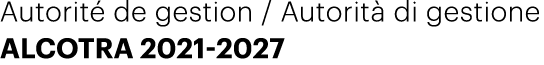 Autorité de gestion / Autorità di gestione
ALCOTRA 2021-2027